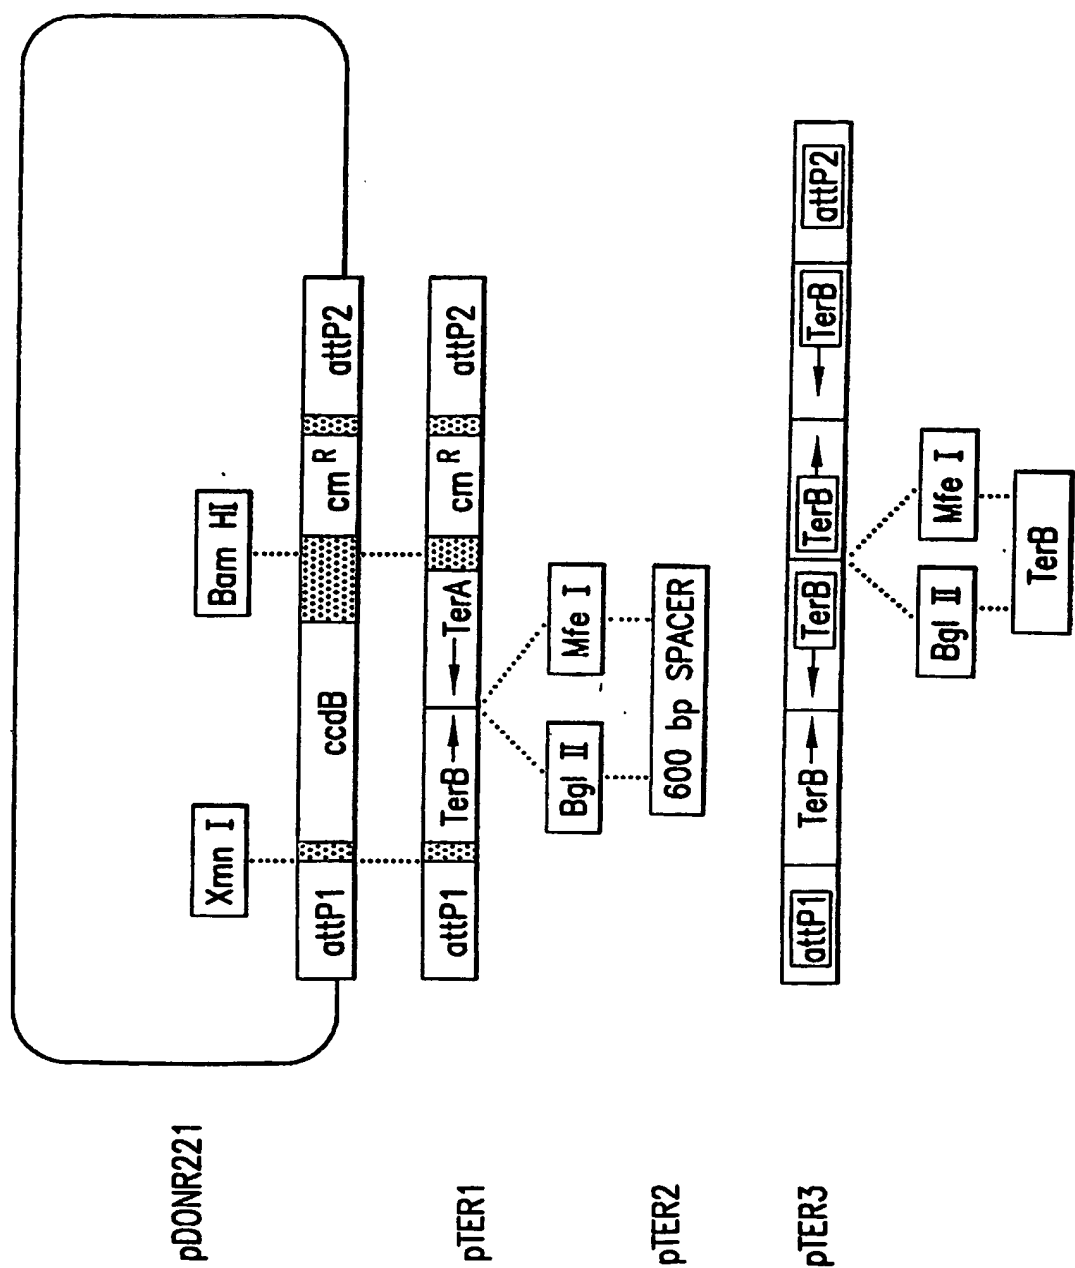 pDONR221
Xmn I
Bam HI
attP1
ccdB
cm R
attP2
pTER1
attP1
TerB
TerA
cm R
attP2
Bgl II
Mfe I
pTER2
600 bp SPACER
pTER3
attP1
TerB
TerB
TerB
TerB
attP2
Bgl II
Mfe I
TerB